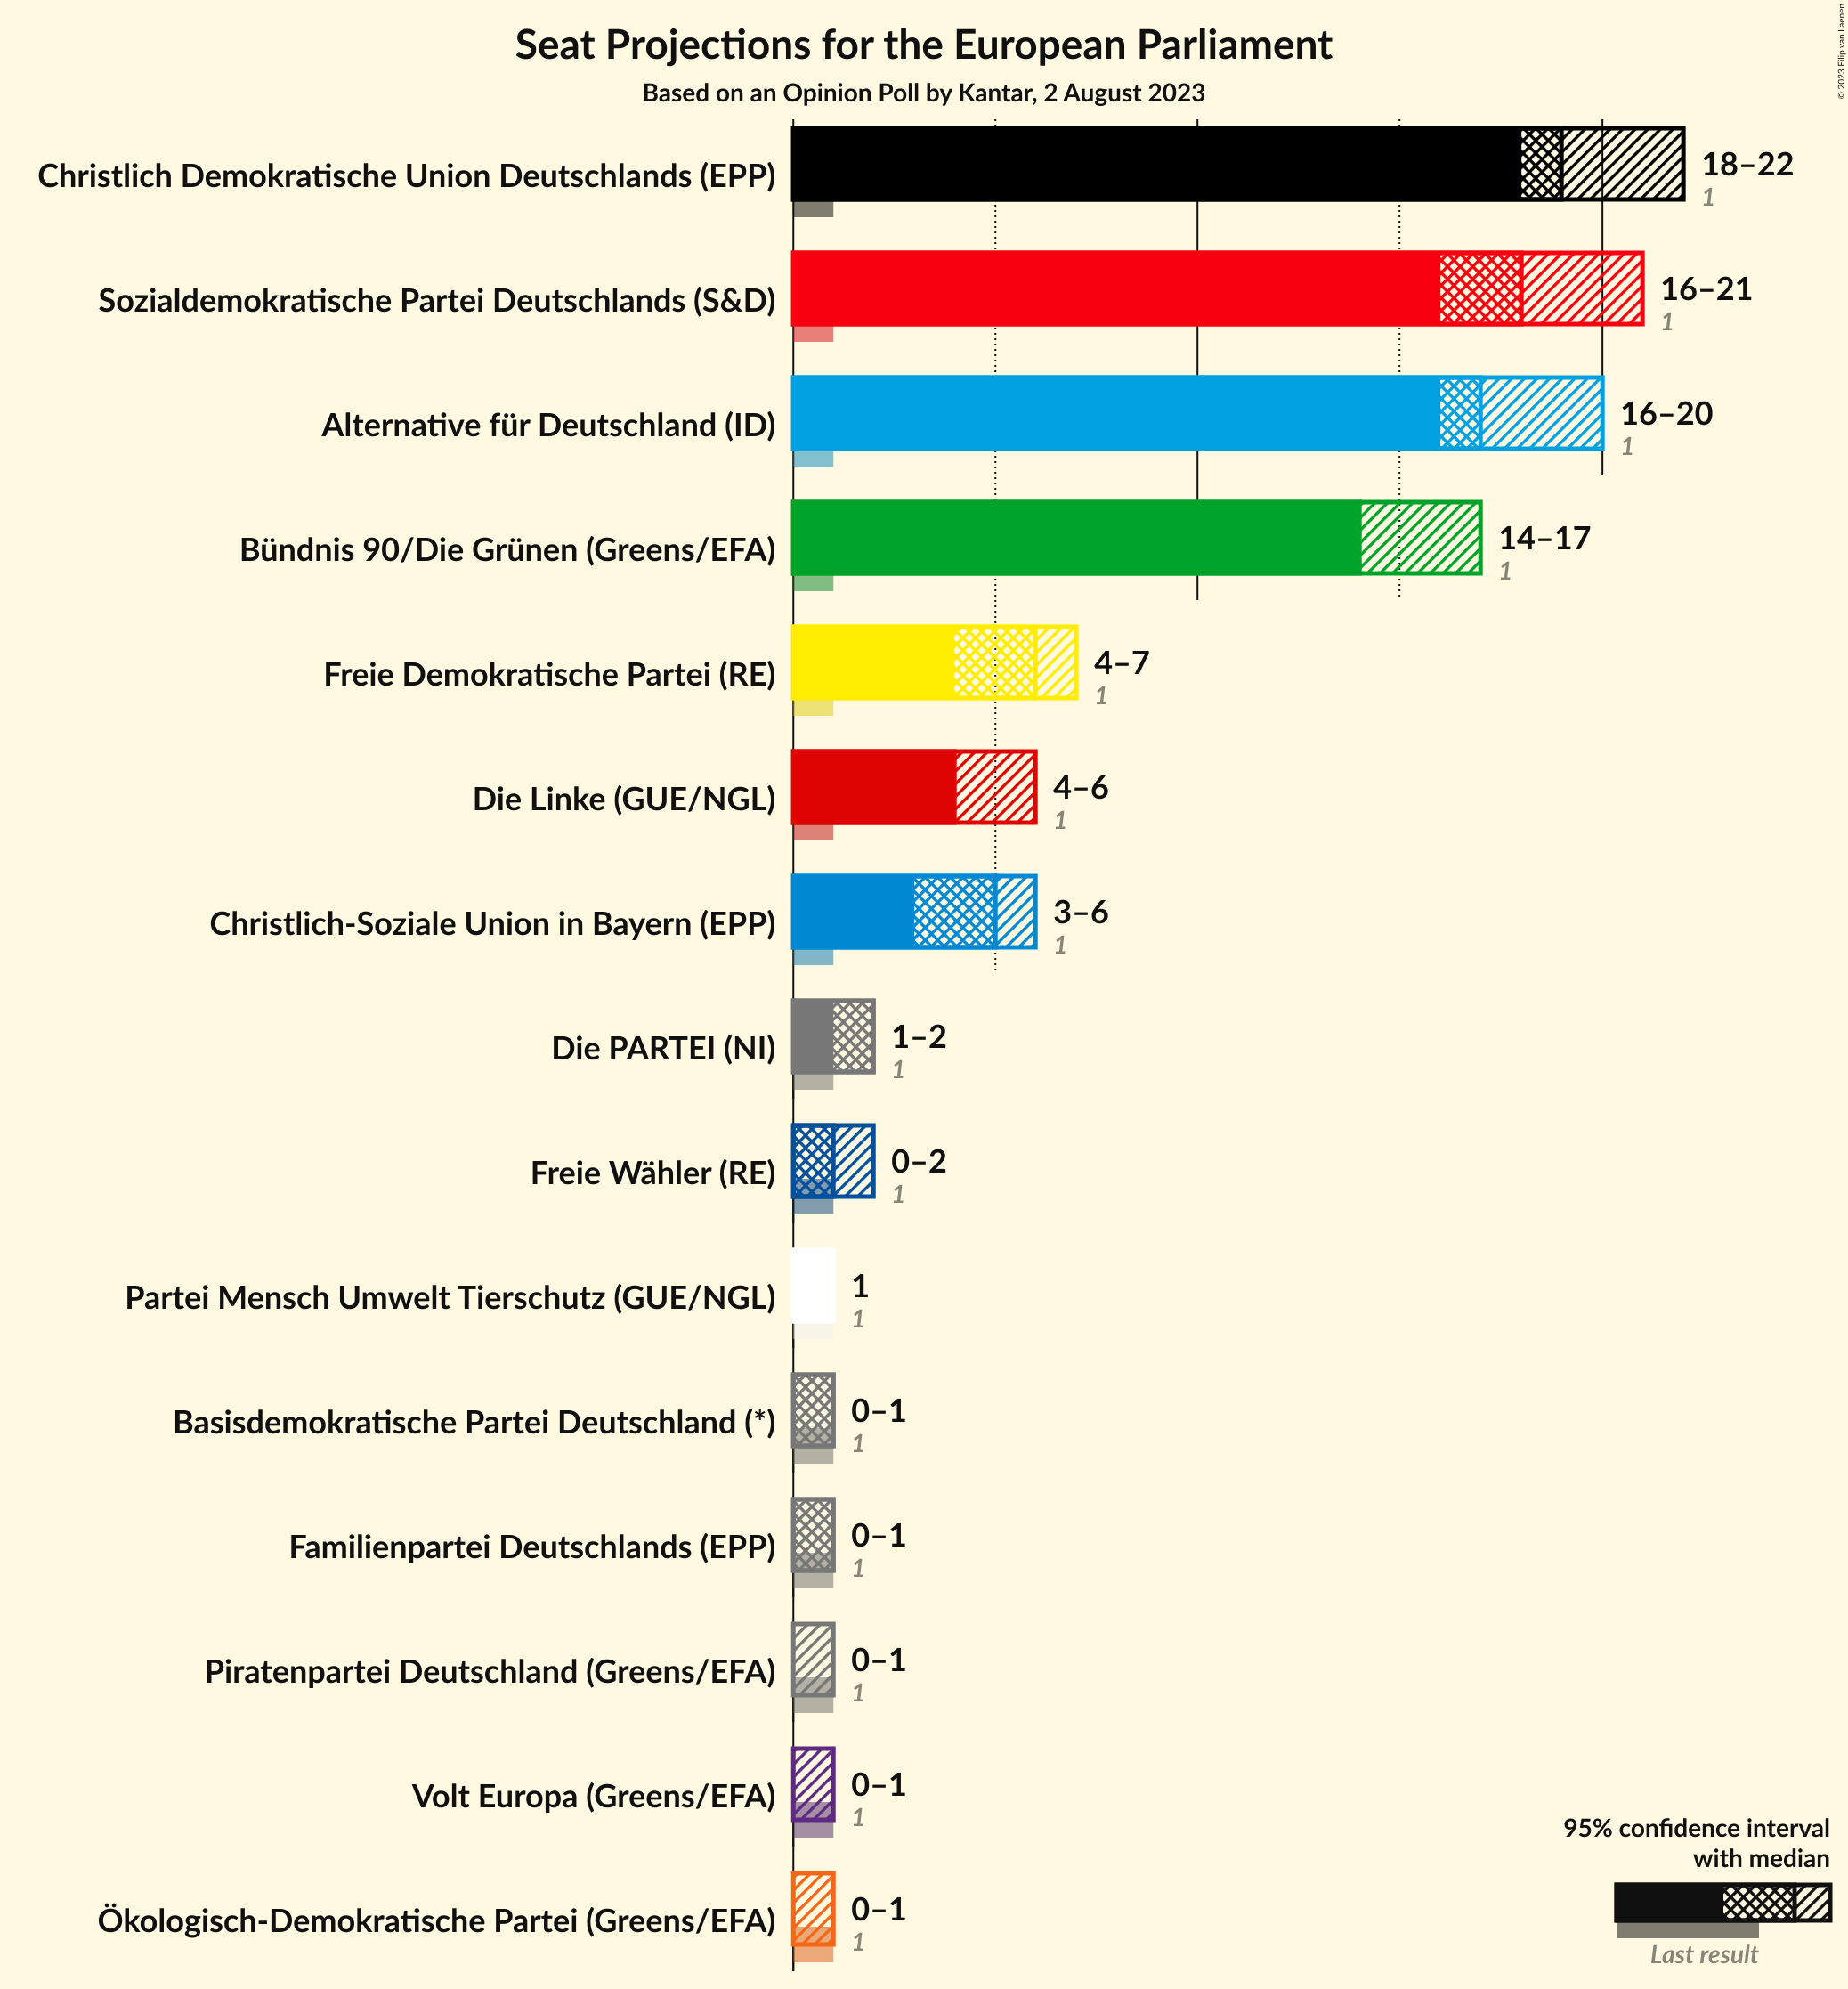 Seat Projections for the European Parliament
Based on an Opinion Poll by Kantar, 2 August 2023
© 2023 Filip van Laenen
Christlich Demokratische Union Deutschlands (EPP)
18–22
1
Sozialdemokratische Partei Deutschlands (S&D)
16–21
1
Alternative für Deutschland (ID)
16–20
1
Bündnis 90/Die Grünen (Greens/EFA)
14–17
1
Freie Demokratische Partei (RE)
4–7
1
Die Linke (GUE/NGL)
4–6
1
Christlich-Soziale Union in Bayern (EPP)
3–6
1
Die PARTEI (NI)
1–2
1
Freie Wähler (RE)
0–2
1
Partei Mensch Umwelt Tierschutz (GUE/NGL)
1
1
Basisdemokratische Partei Deutschland (*)
0–1
1
Familienpartei Deutschlands (EPP)
0–1
1
Piratenpartei Deutschland (Greens/EFA)
0–1
1
Volt Europa (Greens/EFA)
0–1
1
Ökologisch-Demokratische Partei (Greens/EFA)
0–1
1
95% confidence interval
with median
Last result